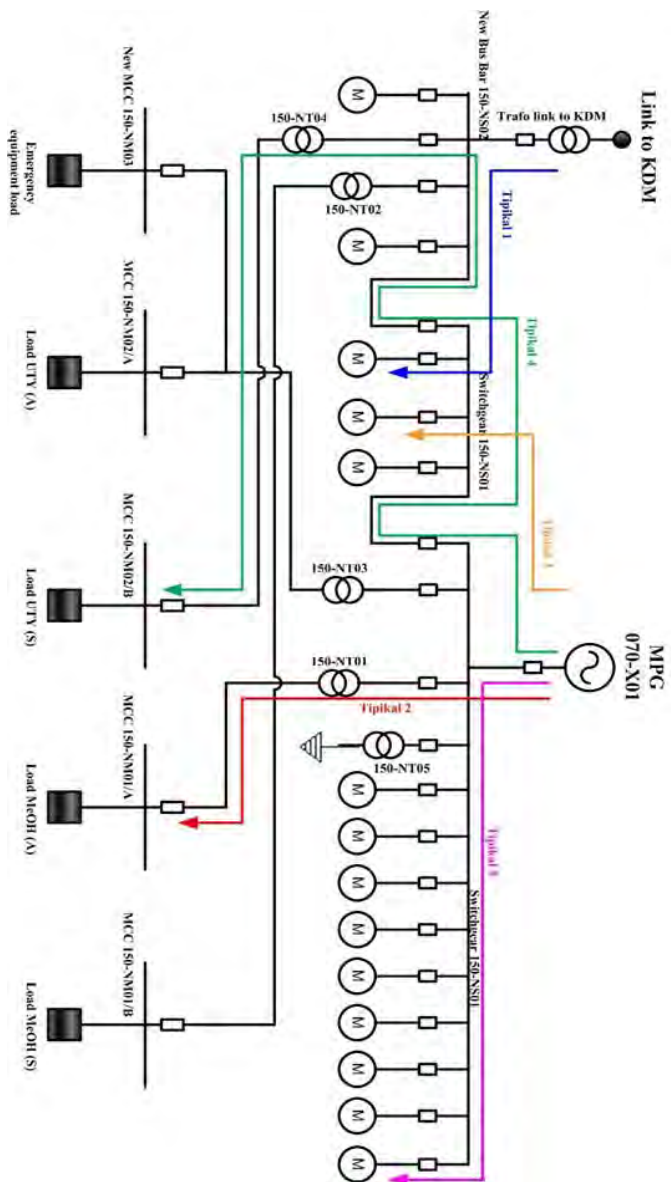 Link to KDM
MPG
070-X01
Trafo link to KDM
Tipikal 1
Tipikal 4
Tipikal 3
Tipikal 5
New Bus Bar 150-NS02
Switchgear 150-NS01
Switchgear 150-NS01
M
150-NT04
150-NT02
M
M
M
M
150-NT03
150-NT01
Tipikal 2
150-NT05
M
M
M
M
M
M
M
M
M
New MCC 150-NM03
MCC 150-NM02/A
MCC 150-NM02/B
MCC 150-NM01/A
MCC 150-NM01/B
Emergency
equipment load
Load UTY (A)
Load UTY (S)
Load MeOH (A)
Load MeOH (S)